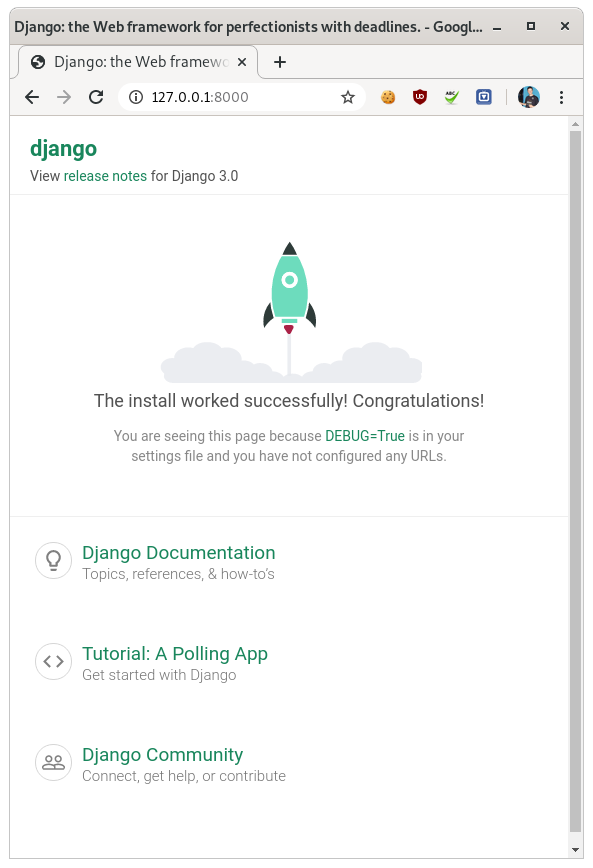 Django: the Web framework for perfectionists with deadlines. - Googl...
Django: the Web framewo
127.0.0.1:8000
UO
ABC
django
View release notes for Django 3.0
The install worked successfully! Congratulations!
You are seeing this page because DEBUG=True is in your
settings file and you have not configured any URLs.
Django Documentation
Topics, references, & how-to's
Tutorial: A Polling App
Get started with Django
Django Community
Connect, get help, or contribute